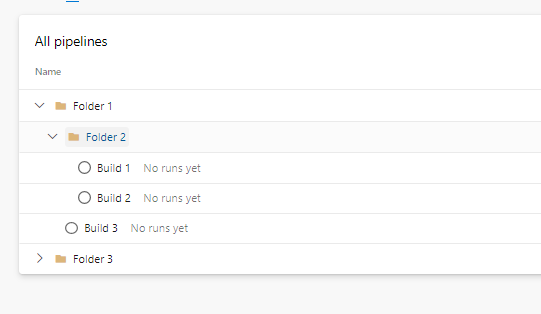 All pipelines
Name
Folder 1
Folder 2
Build 1 No runs yet
Build 2 No runs yet
Build 3 No runs yet
Folder 3